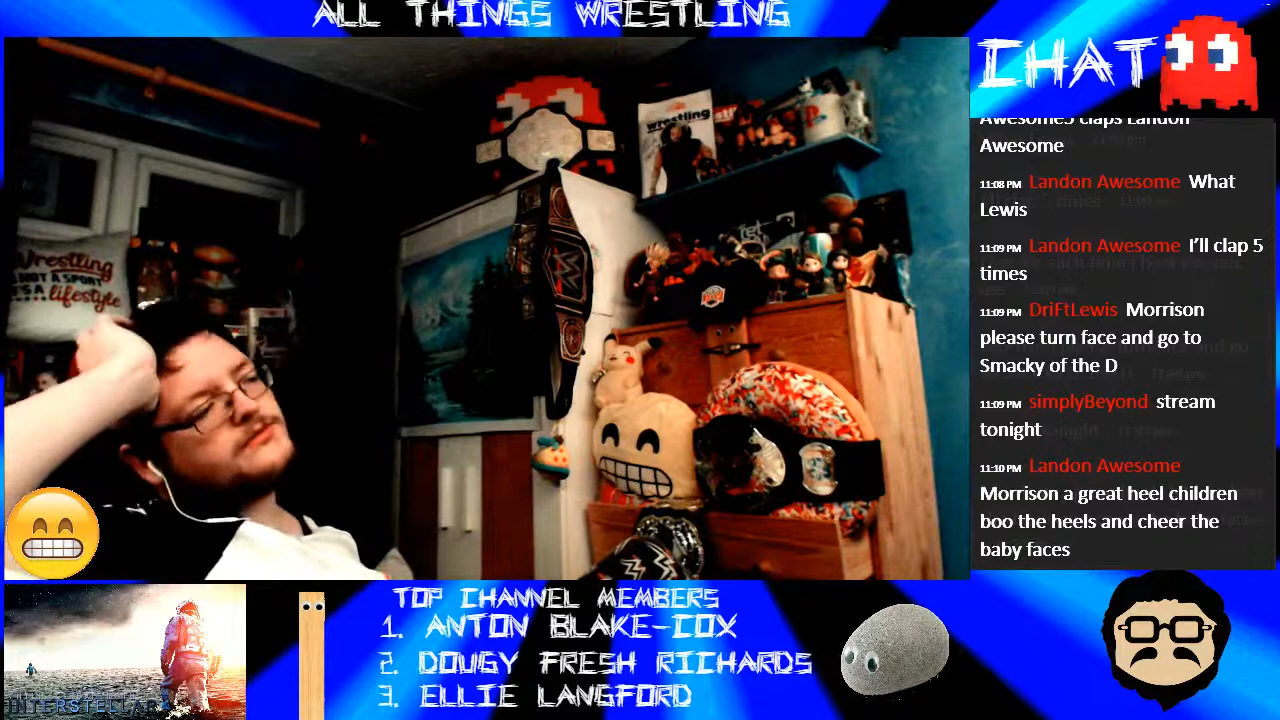 ALL THINGS WRESTLING
CHAT
Awesome5 claps Landon
Awesome
11:08 PM Landon Awesome What
Lewis
11:09 PM Landon Awesome I'll clap 5
times
11:09 PM DriFtLewis Morrison
please turn face and go to
Smacky of the D
11:09 PM simplyBeyond stream
tonight
11:10 PM Landon Awesome
Morrison a great heel children
boo the heels and cheer the
baby faces
wrestling
Wrestling
NOT A SPORT
IT'S A lifestyle
TOP CHANNEL MEMBERS
1. ANTON BLAKE-COX
2. DOUGY FRESH RICHARDS
3. ELLIE LANGFORD
INTERSTELLAR